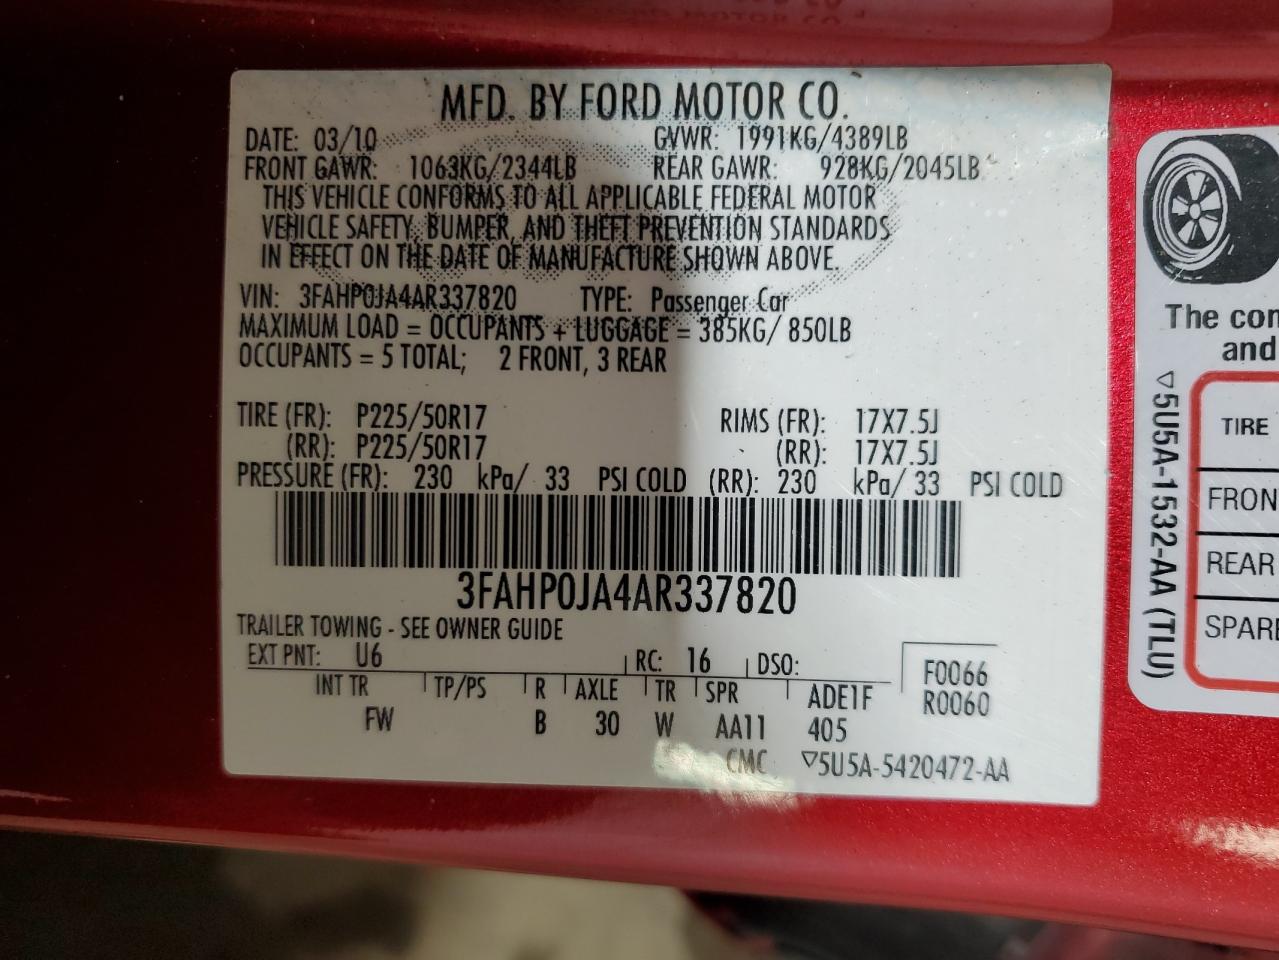 MFD. BY FORD MOTOR CO.
DATE: 03/10 GVWR: 1991KG/4389LB
FRONT GAWR: 1063KG/2344LB REAR GAWR: 928KG/2045LB
THIS VEHICLE CONFORMS TO ALL APPLICABLE FEDERAL MOTOR
VEHICLE SAFETY, BUMPER, AND THEFT PREVENTION STANDARDS
IN EFFECT ON THE DATE OF MANUFACTURE SHOWN ABOVE.
VIN: 3FAHP0JA4AR337820 TYPE: Passenger Car
MAXIMUM LOAD = OCCUPANTS + LUGGAGE = 385KG/ 850LB
OCCUPANTS = 5 TOTAL; 2 FRONT, 3 REAR
TIRE (FR): P225/50R17 RIMS (FR): 17X7.5J
(RR): P225/50R17 (RR): 17X7.5J
PRESSURE (FR): 230 kPa/ 33 PSI COLD (RR): 230 kPa/ 33 PSI COLD
3FAHP0JA4AR337820
TRAILER TOWING - SEE OWNER GUIDE
EXT PNT: U6 RC: 16 DSO:
F0066
R0060
INT TR TP/PS R AXLE TR SPR ADE1F
FW B 30 W AA11 405
CMC ▽5U5A-5420472-AA
The
and
TIRE
REAR
▽5U5A-1532-AA (TLU)